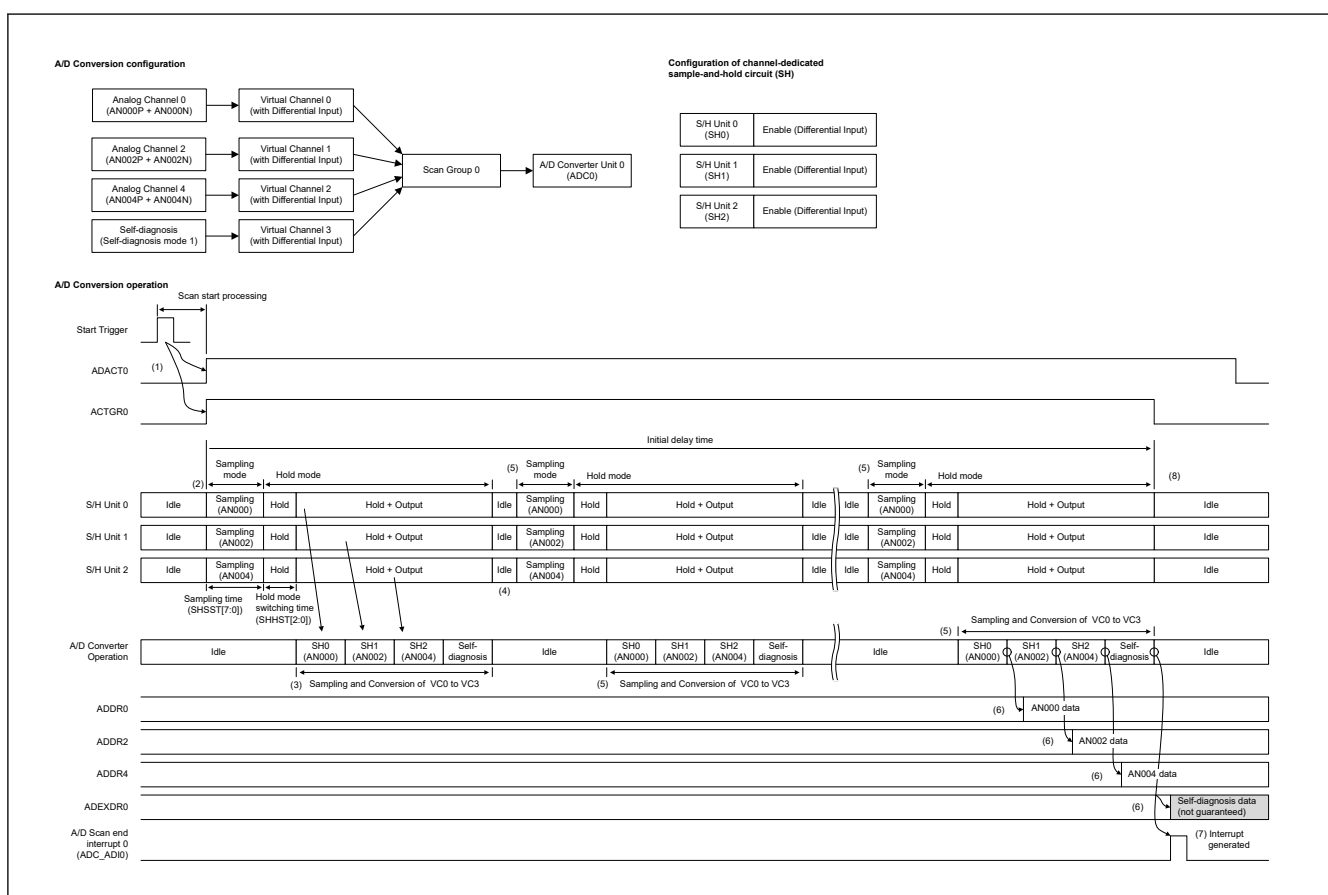 A/D Conversion configuration
Analog Channel 0
(AN000P + AN000N)
Virtual Channel 0
(with Differential Input)
Analog Channel 2
(AN002P + AN002N)
Virtual Channel 1
(with Differential Input)
Analog Channel 4
(AN004P + AN004N)
Virtual Channel 2
(with Differential Input)
Self-diagnosis
(Self-diagnosis mode 1)
Virtual Channel 3
(with Differential Input)
Scan Group 0
A/D Converter Unit 0
(ADC0)
Configuration of channel-dedicated
sample-and-hold circuit (SH)
S/H Unit 0
(SH0)
Enable (Differential Input)
S/H Unit 1
(SH1)
Enable (Differential Input)
S/H Unit 2
(SH2)
Enable (Differential Input)
A/D Conversion operation
Scan start processing
Start Trigger
(1)
ADACT0
ACTGR0
Initial delay time
(2)
Sampling
mode
Hold mode
(5)
Sampling
mode
Hold mode
(5)
Sampling
mode
Hold mode
(8)
S/H Unit 0
Idle
Sampling
(AN000)
Hold
Hold + Output
Idle
Sampling
(AN000)
Hold
Hold + Output
Idle
Idle
Sampling
(AN000)
Hold
Hold + Output
Idle
S/H Unit 1
Idle
Sampling
(AN002)
Hold
Hold + Output
Idle
Sampling
(AN002)
Hold
Hold + Output
Idle
Idle
Sampling
(AN002)
Hold
Hold + Output
Idle
S/H Unit 2
Idle
Sampling
(AN004)
Hold
Hold + Output
Idle
Sampling
(AN004)
Hold
Hold + Output
Idle
Idle
Sampling
(AN004)
Hold
Hold + Output
Idle
Sampling time
(SHSST[7:0])
Hold mode
switching time
(SHHST[2:0])
(4)
(5)
Sampling and Conversion of VC0 to VC3
A/D Converter
Operation
Idle
SH0
(AN000)
SH1
(AN002)
SH2
(AN004)
Self-
diagnosis
Idle
SH0
(AN000)
SH1
(AN002)
SH2
(AN004)
Self-
diagnosis
Idle
SH0
(AN000)
SH1
(AN002)
SH2
(AN004)
Self-
diagnosis
Idle
(3)
Sampling and Conversion of VC0 to VC3
(5)
Sampling and Conversion of VC0 to VC3
ADDR0
(6)
AN000 data
ADDR2
(6)
AN002 data
ADDR4
(6)
AN004 data
ADEXDR0
(6)
Self-diagnosis data
(not guaranteed)
A/D Scan end
interrupt 0
(ADC_ADI0)
(7) Interrupt
generated